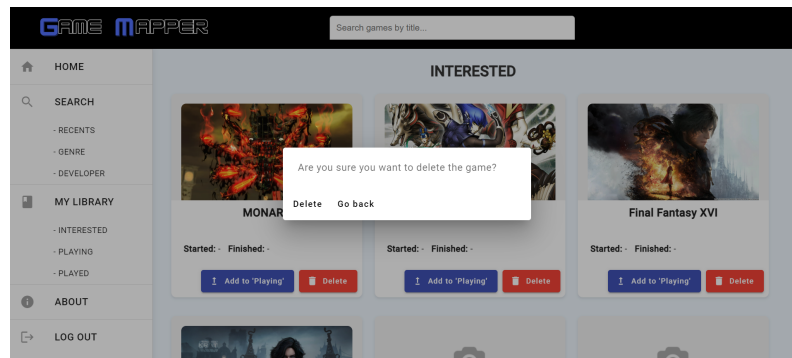 GAME MAPPER
Search games by title...
HOME
SEARCH
- RECENTS
- GENRE
- DEVELOPER
MY LIBRARY
- INTERESTED
- PLAYING
- PLAYED
ABOUT
LOG OUT
INTERESTED
Are you sure you want to delete the game?
Delete Go back
MONAR
Started: - Finished: -
Add to 'Playing' Delete
Started: - Finished: -
Add to 'Playing' Delete
Final Fantasy XVI
Started: - Finished: -
Add to 'Playing' Delete